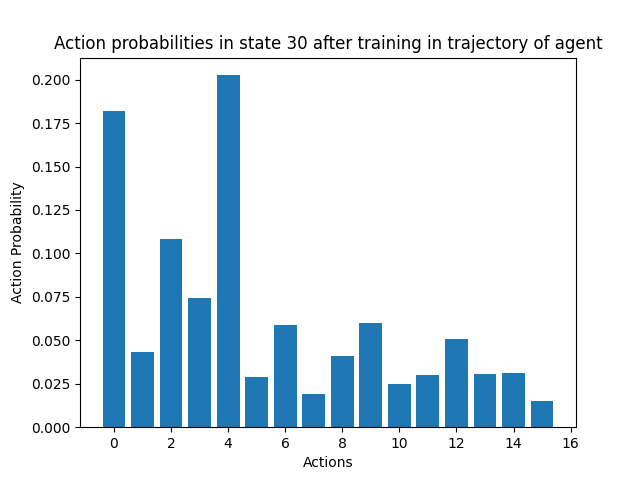 Action probabilities in state 30 after training in trajectory of agent
0.200
0.175
0.150
0.125
0.100
0.075
0.050
0.025
0.000
Action Probability
0 2 4 6 8 10 12 14 16
Actions